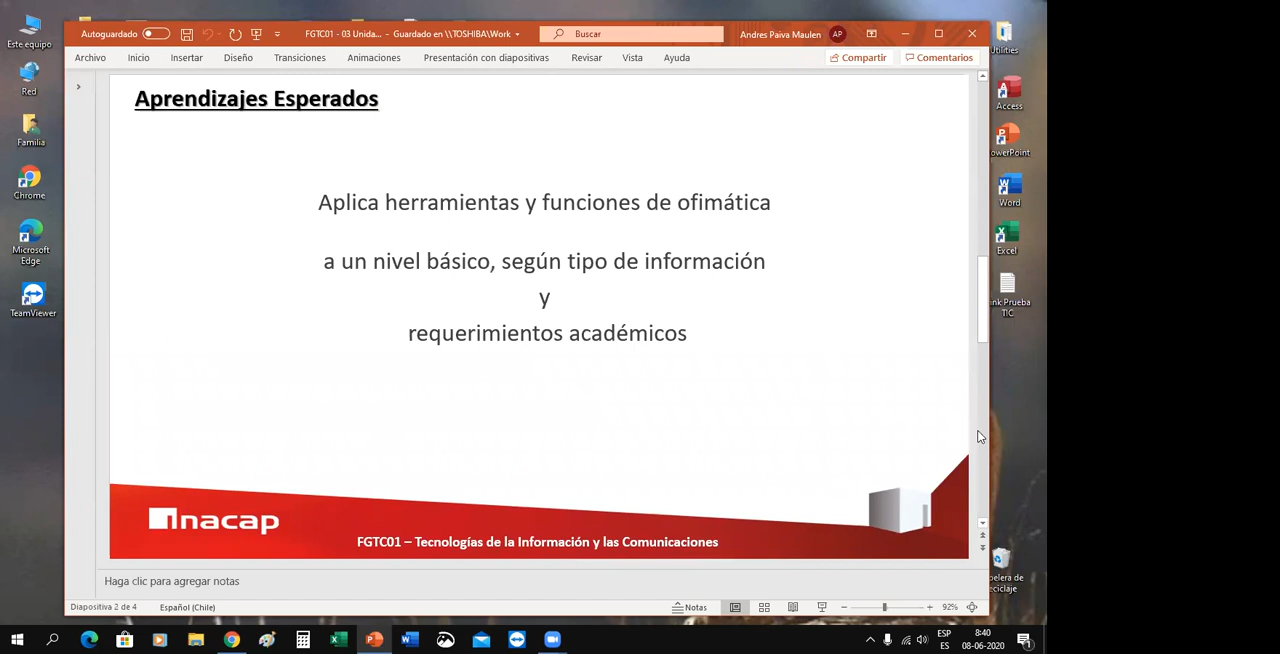 Este equipo
Red
Familia
Chrome
Microsoft
Edge
TeamViewer
Autoguardado
FGTC01 - 03 Unida... - Guardado en \\TOSHIBA\Work
Buscar
Andres Paiva Maulen
AP
Archivo Inicio Insertar Diseño Transiciones Animaciones Presentación con diapositivas Revisar Vista Ayuda
Compartir
Comentarios
Aprendizajes Esperados
Aplica herramientas y funciones de ofimática
a un nivel básico, según tipo de información
y
requerimientos académicos
Inacap
FGTC01 – Tecnologías de la Información y las Comunicaciones
Haga clic para agregar notas
Diapositiva 2 de 4
Español (Chile)
Notas
92%
Utilities
Access
owerPoint
Word
Excel
nk Prueba
TIC
pelera de
eciclaje
ESP
ES
8:40
08-06-2020
1